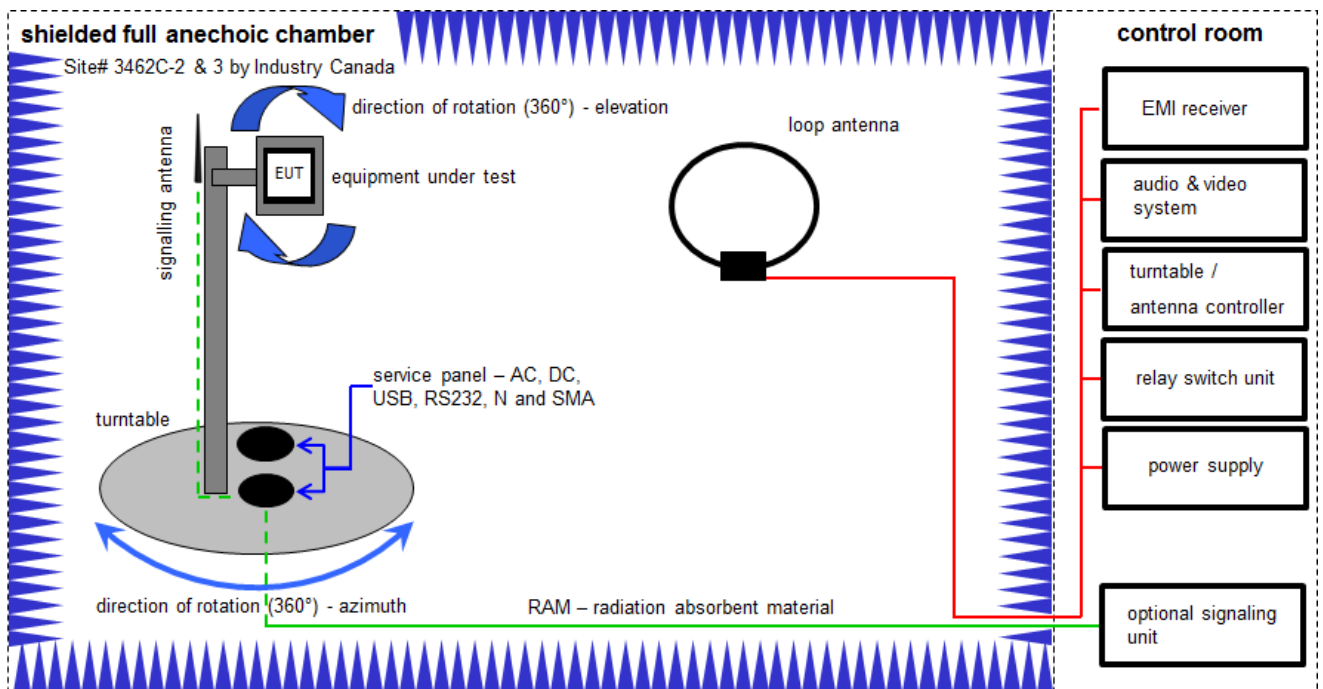 shielded full anechoic chamber
Site# 3462C-2 & 3 by Industry Canada
direction of rotation (360°) - elevation
signalling antenna
EUT
equipment under test
loop antenna
service panel – AC, DC,
USB, RS232, N and SMA
turntable
direction of rotation (360°) - azimuth
RAM – radiation absorbent material
control room
EMI receiver
audio & video
system
turntable /
antenna controller
relay switch unit
power supply
optional signaling
unit